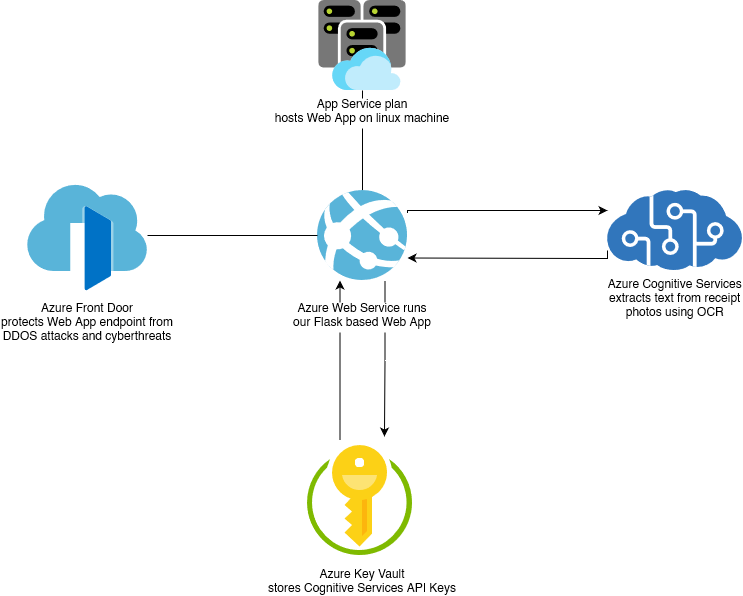 App Service plan
hosts Web App on linux machine
Azure Front Door
protects Web App endpoint from
DDOS attacks and cyberthreats
Azure Web Service runs
our Flask based Web App
Azure Cognitive Services
extracts text from receipt
photos using OCR
Azure Key Vault
stores Cognitive Services API Keys